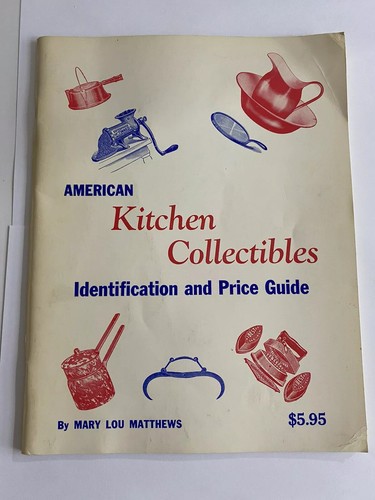 AMERICAN
Kitchen
Collectibles
Identification and Price Guide
By MARY LOU MATTHEWS
$5.95